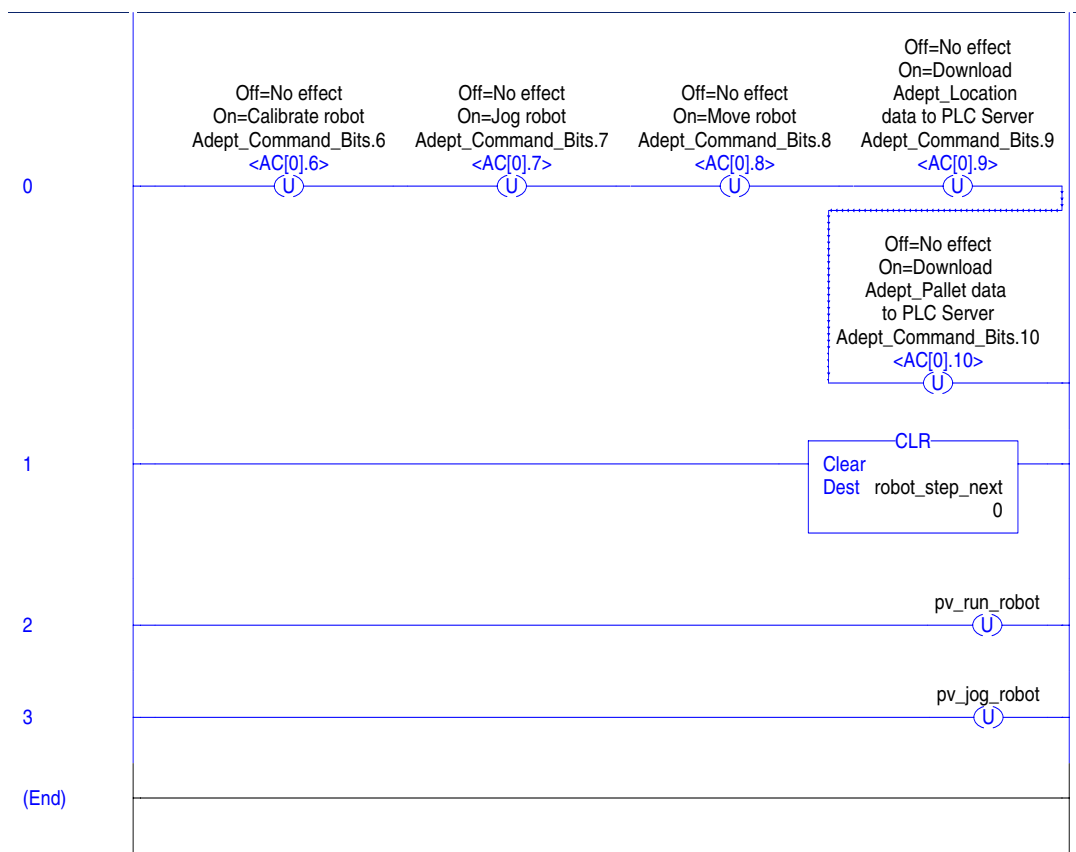 Off=No effect
On=Calibrate robot
Adept_Command_Bits.6
<AC[0].6>
U
Off=No effect
On=Jog robot
Adept_Command_Bits.7
<AC[0].7>
U
Off=No effect
On=Move robot
Adept_Command_Bits.8
<AC[0].8>
U
Off=No effect
On=Download
Adept_Location
data to PLC Server
Adept_Command_Bits.9
<AC[0].9>
U
0
Off=No effect
On=Download
Adept_Pallet data
to PLC Server
Adept_Command_Bits.10
<AC[0].10>
U
1
CLR
Clear
Dest robot_step_next
0
2
pv_run_robot
U
3
pv_jog_robot
U
(End)